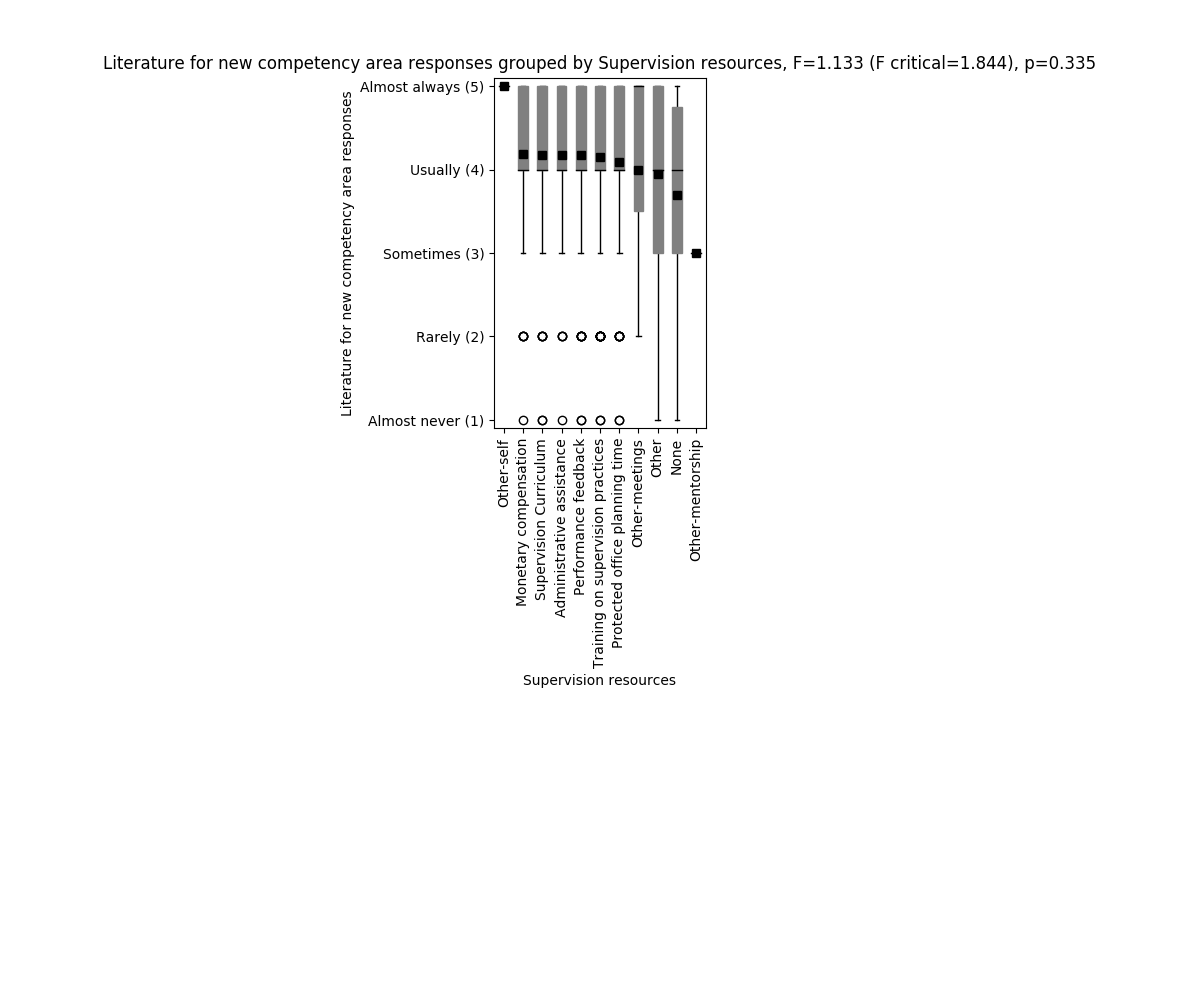 Literature for new competency area responses grouped by Supervision resources, F=1.133 (F critical=1.844), p=0.335
Literature for new competency area responses
Almost always (5)
Usually (4)
Sometimes (3)
Rarely (2)
Almost never (1)
Other-self
Monetary compensation
Supervision Curriculum
Administrative assistance
Performance feedback
Training on supervision practices
Protected office planning time
Other-meetings
Other
None
Other-mentorship
Supervision resources